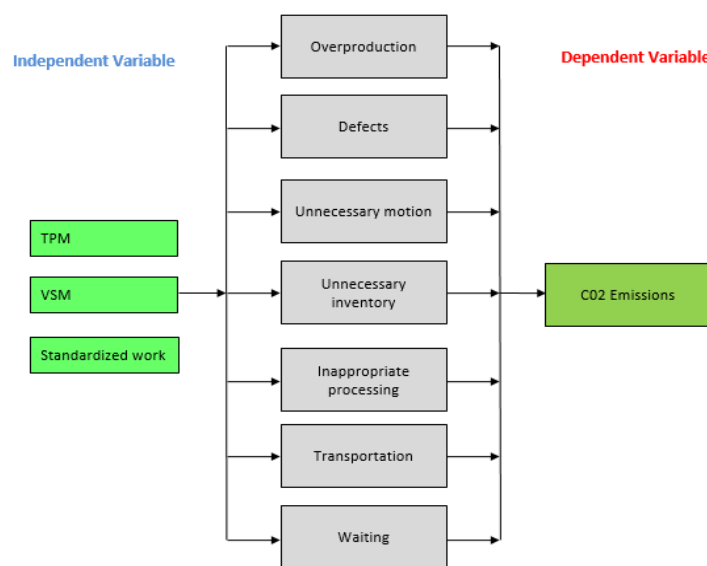 Independent Variable
Dependent Variable
Overproduction
Defects
Unnecessary motion
TPM
VSM
Standardized work
Unnecessary
inventory
C02 Emissions
Inappropriate
processing
Transportation
Waiting